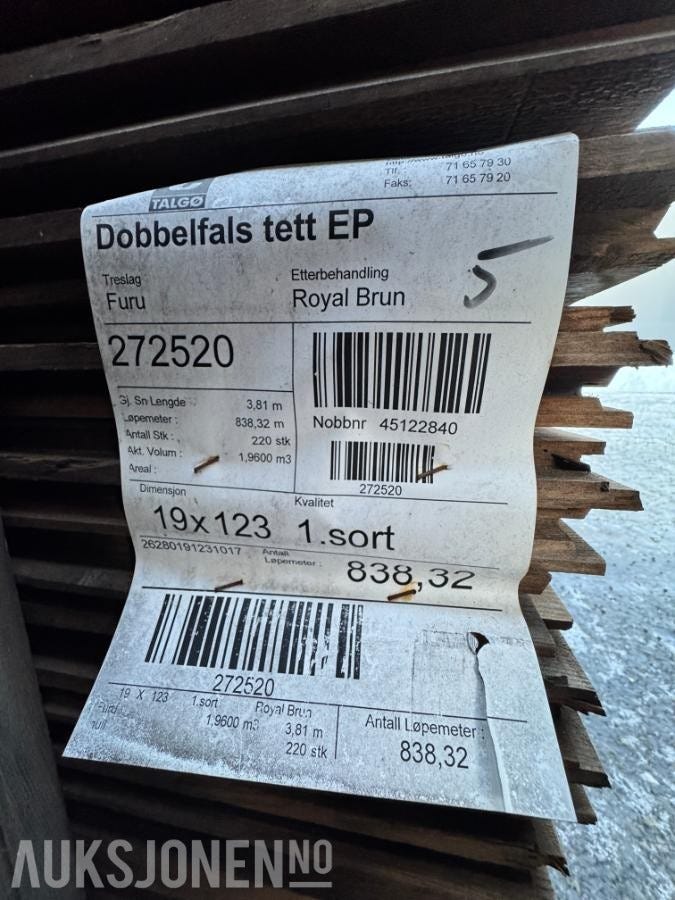 TALGØ
Tlf. 71 65 79 30
Faks: 71 65 79 20
Dobbelfals tett EP
Treslag
Furu
Etterbehandling
Royal Brun
5
272520
Gj. Sn Lengde 3,81 m
Løpemeter : 838,32 m
Antall Stk : 220 stk
Akt. Volum : 1,9600 m3
Areal :
Nobbnr 45122840
272520
Dimensjon
19x123
Kvalitet
1.sort
26280191231017
Antall
Løpemeter :
838,32
272520
19 X 123 1.sort Royal Brun
Furu 1,9600 m3 3,81 m
220 stk
Antall Løpemeter :
838,32
AUKSJONEN.NO